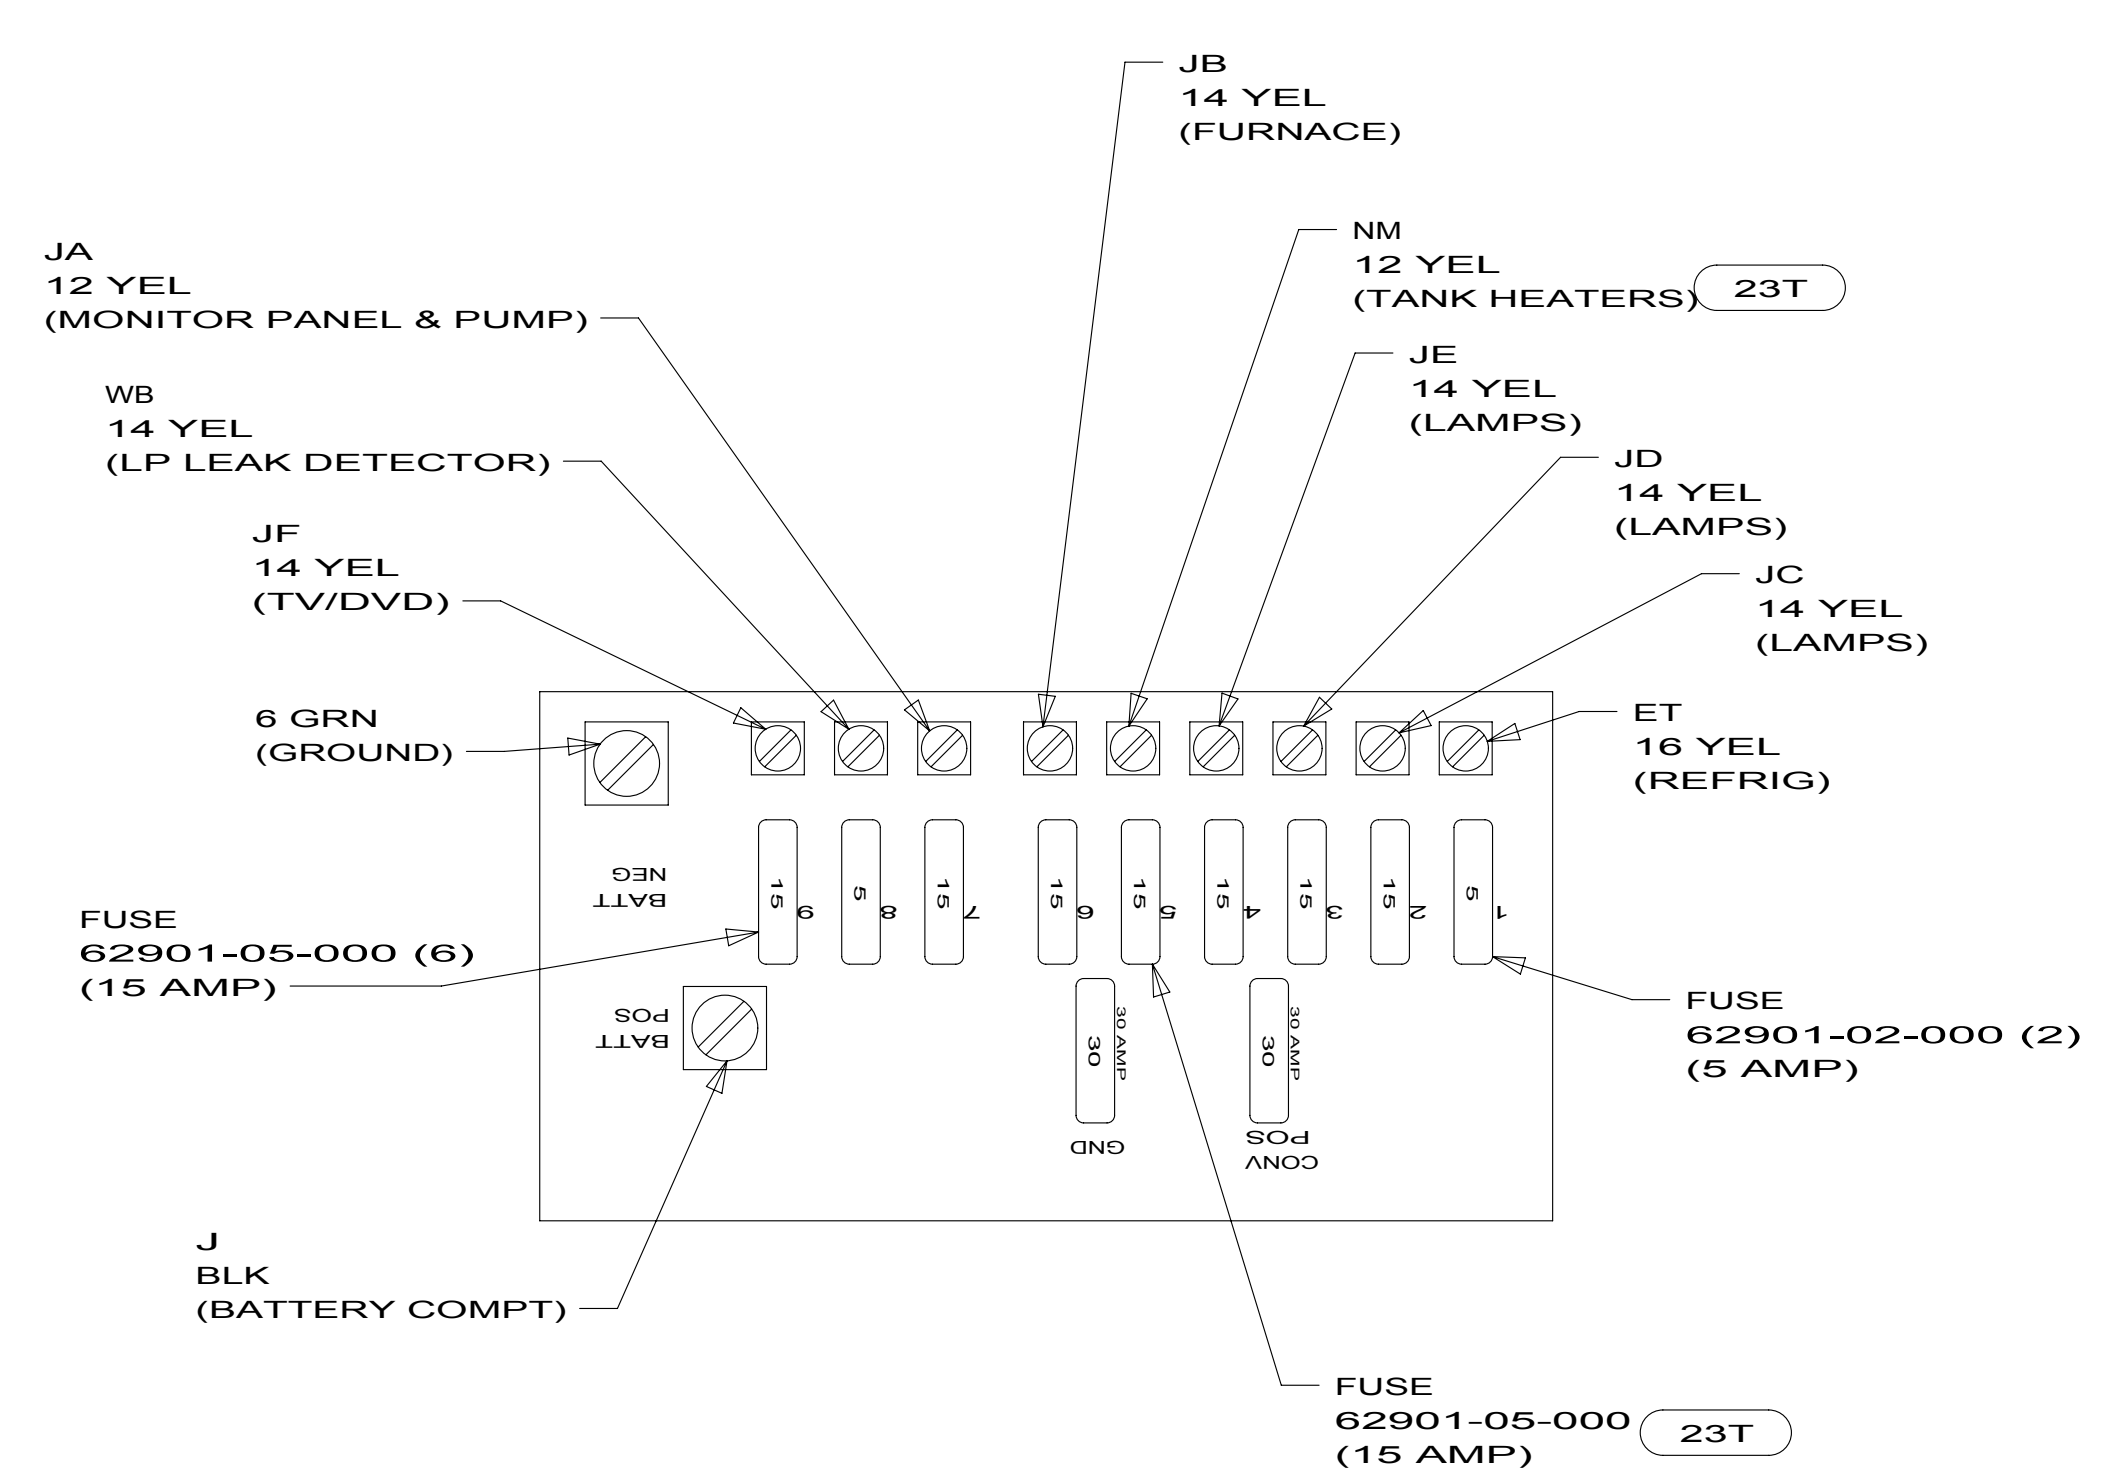 JB
14 YEL
(FURNACE)
NM
12 YEL
(TANK HEATERS)
23T
JA
12 YEL
(MONITOR PANEL & PUMP)
JE
14 YEL
(LAMPS)
WB
14 YEL
(LP LEAK DETECTOR)
JD
14 YEL
(LAMPS)
JF
14 YEL
(TV/DVD)
JC
14 YEL
(LAMPS)
6 GRN
(GROUND)
ET
16 YEL
(REFRIG)
BATT
NEG
15
9
5
8
15
7
15
6
15
5
15
4
15
3
15
2
5
1
FUSE
62901-05-000 (6)
(15 AMP)
BATT
POS
30
30 AMP
GND
30
30 AMP
CONV
POS
FUSE
62901-02-000 (2)
(5 AMP)
J
BLK
(BATTERY COMPT)
FUSE
62901-05-000
(15 AMP)
23T